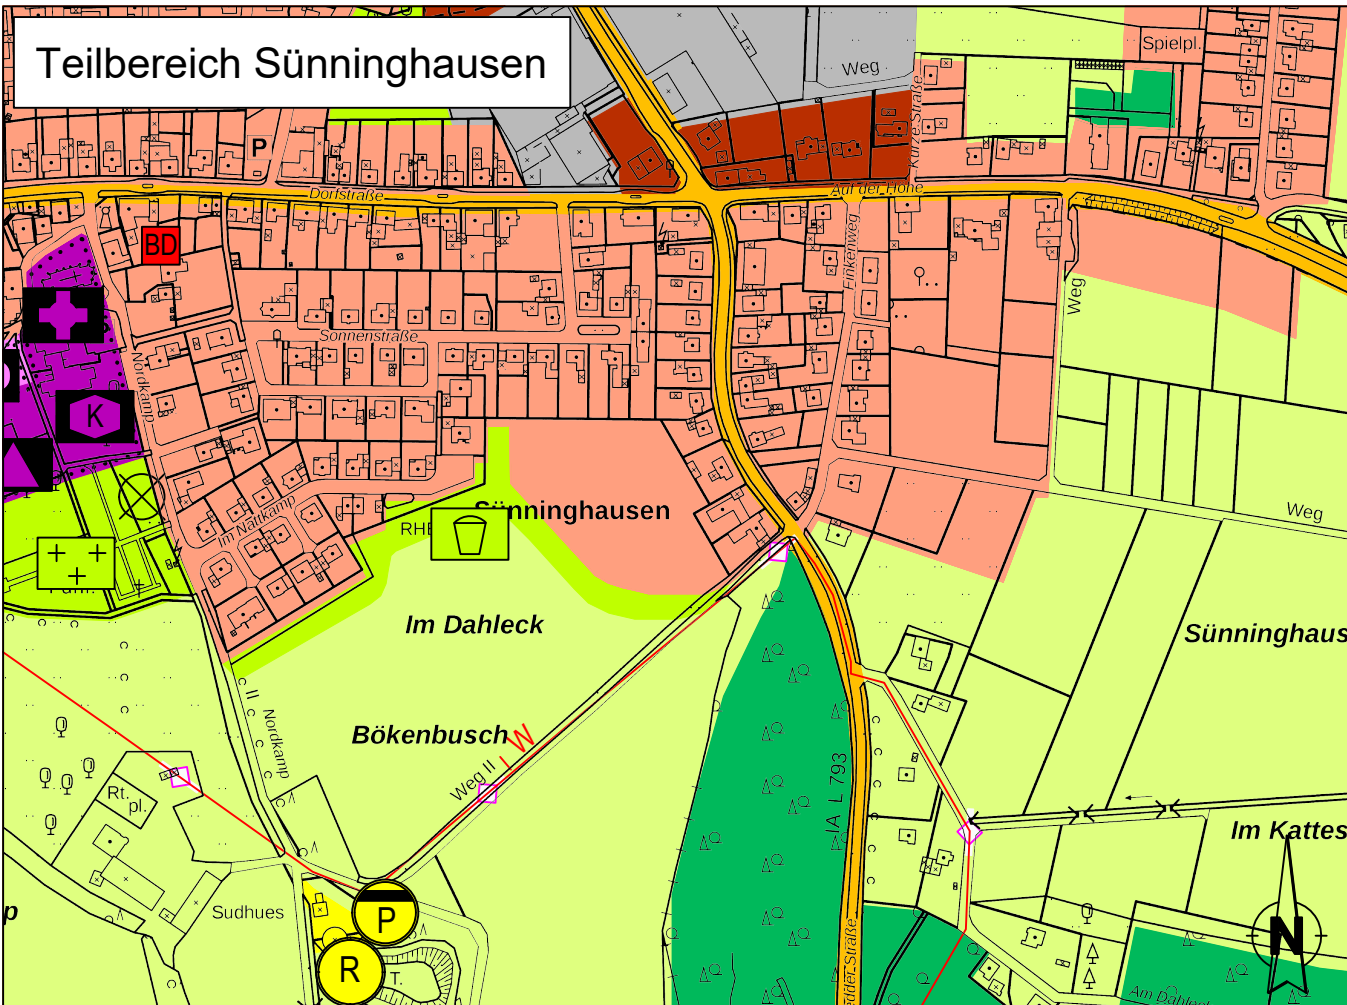 Teilbereich Sünninghausen
Spielpl.
Weg
Kurze Straße
P
Dorfstraße
Auf der Höhe
BD
Finkenweg
Weg
Sonnenstraße
Nordkamp
K
Im Nattkamp
Sünninghausen
Weg
RHB
Im Dahleck
Sünninghaus
II
Nordkamp
Bökenbusch
W
Weg II
L 793
Rt.
pl.
Im Kattes
Sudhues
p
P
N
R
T.
Am Dahleck